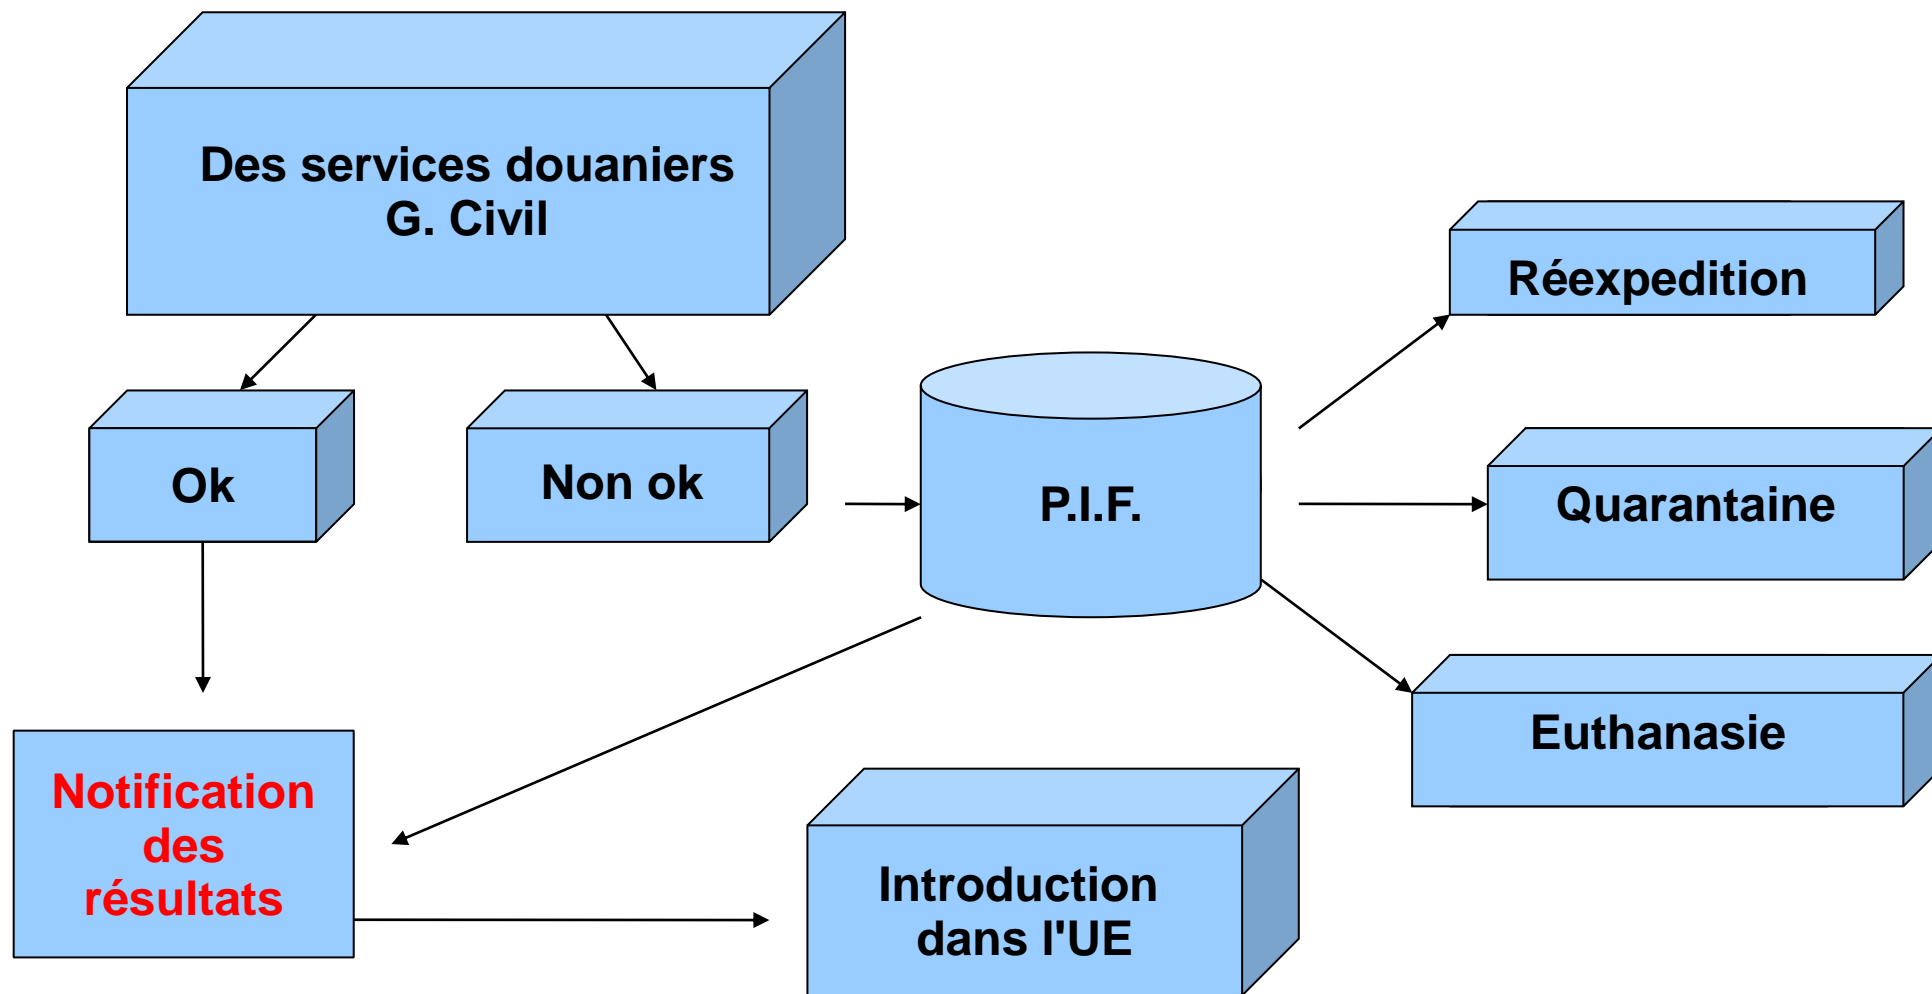 Des services douaniers
G. Civil
Réexpedition
Ok
Non ok
P.I.F.
Quarantaine
Euthanasie
Notification
des
résultats
Introduction
dans l'UE